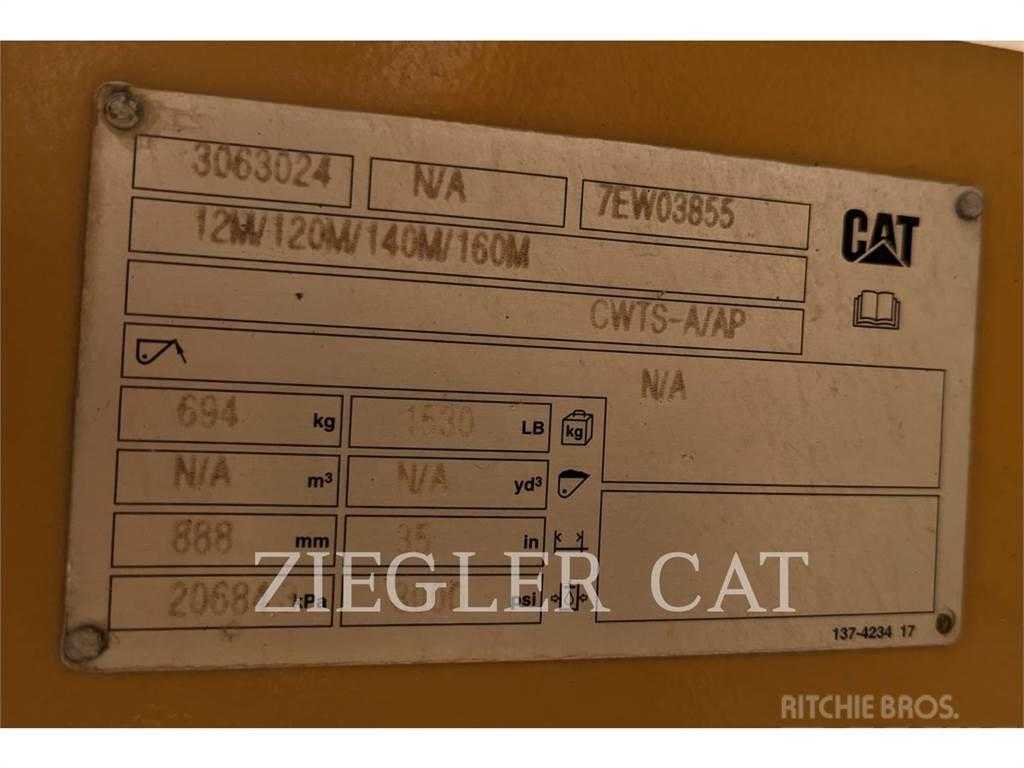 3063024 N/A 7EW03855
12M/120M/140M/160M
CAT
CWTS-A/AP
N/A
694 kg 1530 LB kg
N/A m³ N/A yd³
888 mm 35 in
kPa psi
ZIEGLER CAT
137-4234 17
RITCHIE BROS.